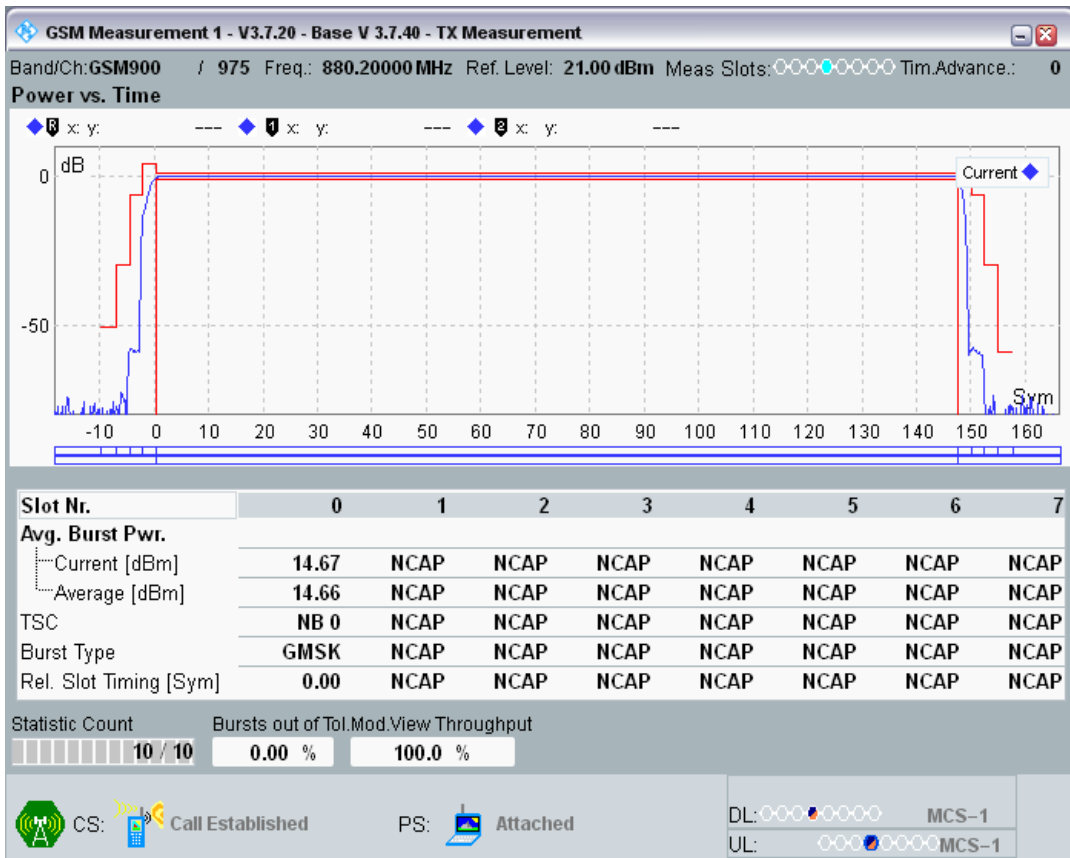 GSM Measurement 1 - V3.7.20 - Base V 3.7.40 - TX Measurement
Band/Ch:GSM900 / 975 Freq.: 880.20000 MHz Ref. Level: 21.00 dBm Meas Slots: Tim.Advance.: 0
Power vs. Time
R x: y: --- 1 x: y: --- 2 x: y: ---
dB
Current
0
-50
Sym
-10 0 10 20 30 40 50 60 70 80 90 100 110 120 130 140 150 160
Slot Nr. 0 1 2 3 4 5 6 7
Avg. Burst Pwr.
Current [dBm] 14.67 NCAP NCAP NCAP NCAP NCAP NCAP NCAP
Average [dBm] 14.66 NCAP NCAP NCAP NCAP NCAP NCAP NCAP
TSC NB 0 NCAP NCAP NCAP NCAP NCAP NCAP NCAP
Burst Type GMSK NCAP NCAP NCAP NCAP NCAP NCAP NCAP
Rel. Slot Timing [Sym] 0.00 NCAP NCAP NCAP NCAP NCAP NCAP NCAP
Statistic Count Bursts out of Tol.Mod.View Throughput
10 / 10 0.00 % 100.0 %
CS: Call Established PS: Attached
DL: MCS-1
UL: MCS-1